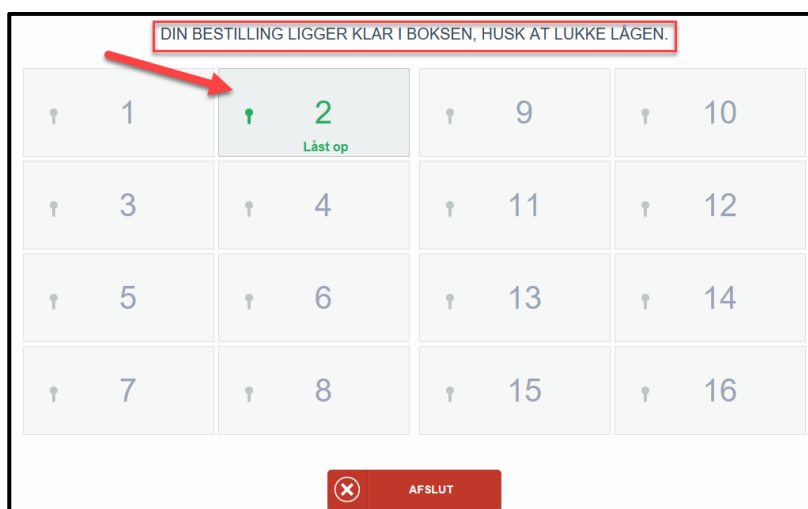 DIN BESTILLING LIGGER KLAR I BOKSEN, HUSK AT LUKKE LÅGEN.
1 2 9 10
Låst op
3 4 11 12
5 6 13 14
7 8 15 16
AFSLUT